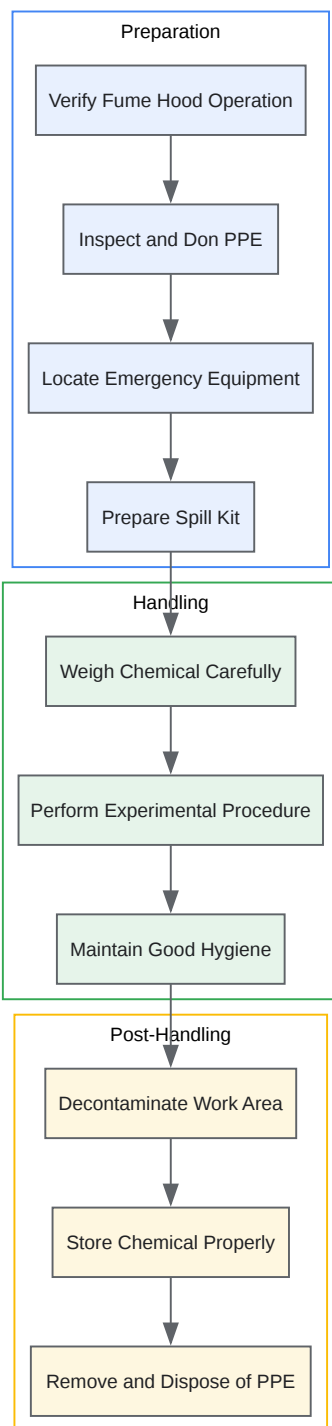 Preparation
Verify Fume Hood Operation
Inspect and Don PPE
Locate Emergency Equipment
Prepare Spill Kit
Handling
Weigh Chemical Carefully
Perform Experimental Procedure
Maintain Good Hygiene
Post-Handling
Decontaminate Work Area
Store Chemical Properly
Remove and Dispose of PPE